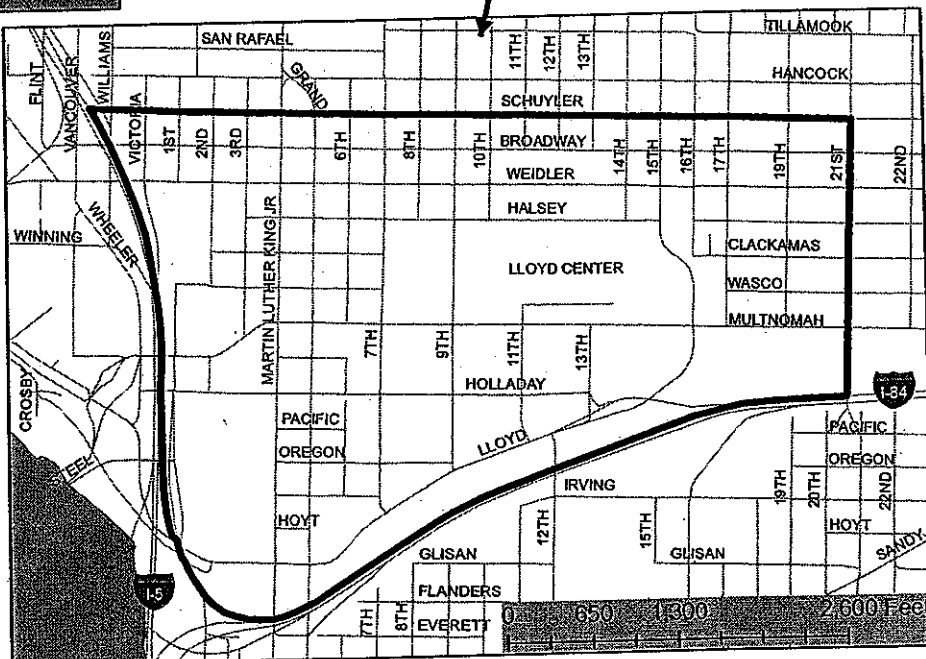 TILLAMOOK
SAN RAFAEL
FLINT
VANCOUVER
WILLIAMS
GRAND
11TH
12TH
13TH
HANCOCK
SCHUYLER
VICTORIA
1ST
2ND
3RD
6TH
8TH
10TH
BROADWAY
14TH
15TH
16TH
17TH
19TH
21ST
22ND
WEIDLER
HALSEY
WHEELER
WINNING
MARTIN LUTHER KING JR
LLOYD CENTER
CLACKAMAS
WASCO
MULTNOMAH
7TH
9TH
11TH
13TH
HOLLADAY
I-84
CROSBY
PACIFIC
OREGON
LLOYD
PACIFIC
OREGON
STEEL
IRVING
19TH
20TH
22ND
HOYT
12TH
15TH
HOYT
SANDY
GLISAN
GLISAN
I-5
FLANDERS
7TH
8TH
EVERETT
0 650 1,300 2,600 Feet